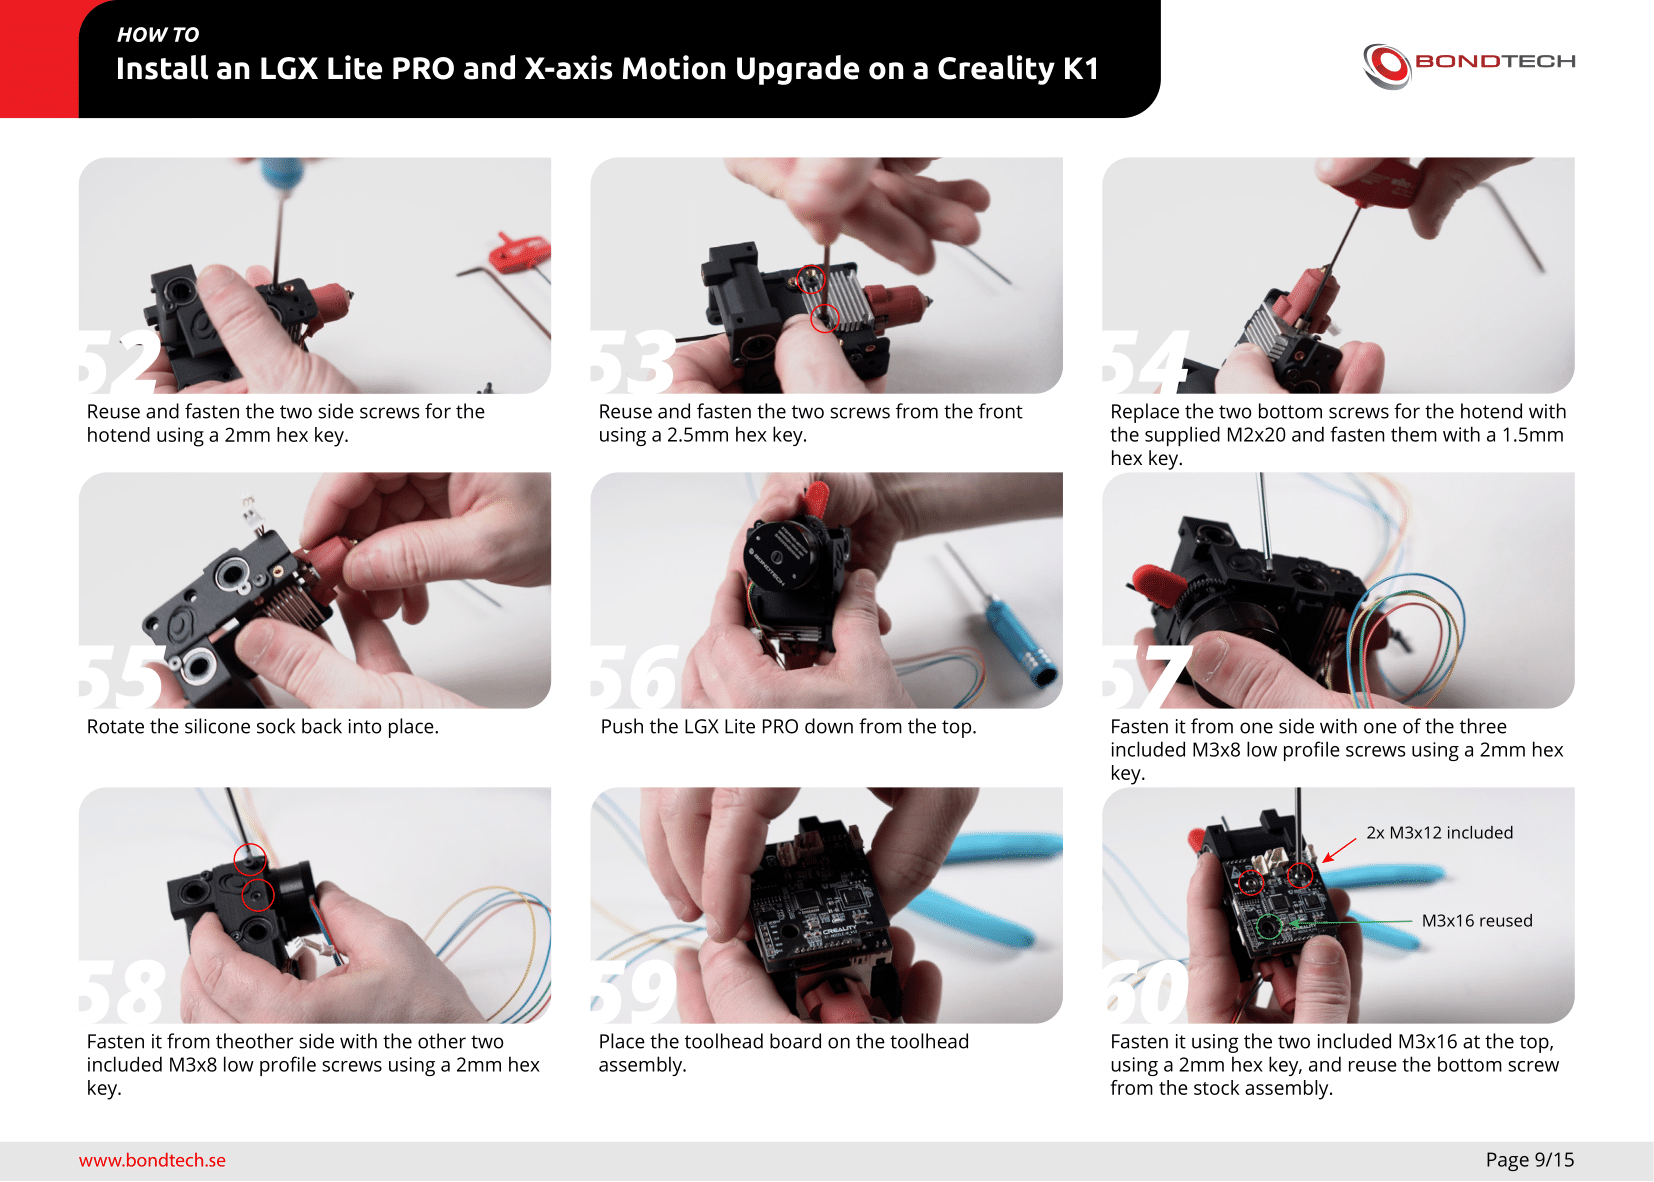 HOW TO
Install an LGX Lite PRO and X-axis Motion Upgrade on a Creality K1
BONDTECH
52
53
54
Reuse and fasten the two side screws for the
hotend using a 2mm hex key.
Reuse and fasten the two screws from the front
using a 2.5mm hex key.
Replace the two bottom screws for the hotend with
the supplied M2x20 and fasten them with a 1.5mm
hex key.
BONDTECH
55
56
57
Rotate the silicone sock back into place.
Push the LGX Lite PRO down from the top.
Fasten it from one side with one of the three
included M3x8 low profile screws using a 2mm hex
key.
2x M3x12 included
M3x16 reused
CREALITY
58
59
60
Fasten it from theother side with the other two
included M3x8 low profile screws using a 2mm hex
key.
Place the toolhead board on the toolhead
assembly.
Fasten it using the two included M3x16 at the top,
using a 2mm hex key, and reuse the bottom screw
from the stock assembly.
www.bondtech.se
Page 9/15